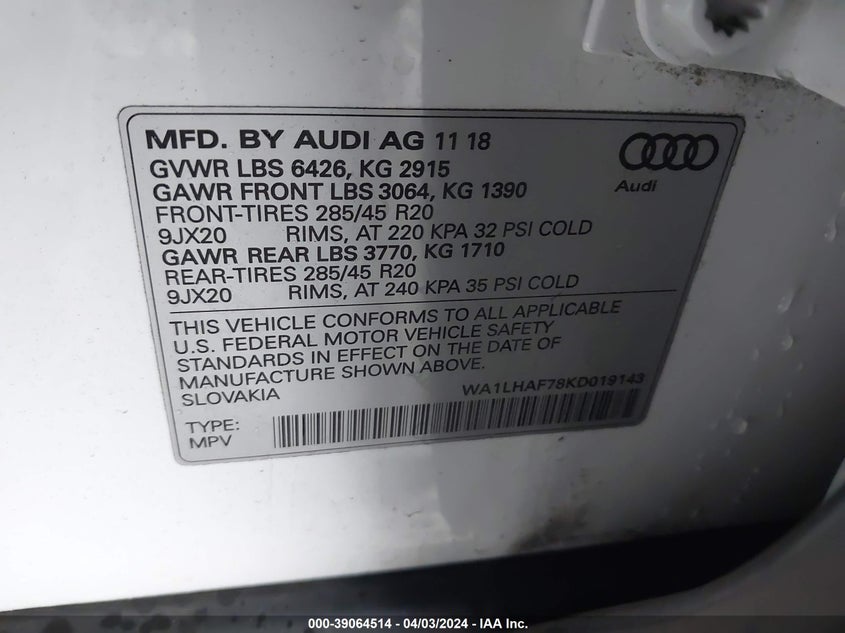 MFD. BY AUDI AG 11 18
Audi
GVWR LBS 6426, KG 2915
GAWR FRONT LBS 3064, KG 1390
FRONT-TIRES 285/45 R20
9JX20 RIMS, AT 220 KPA 32 PSI COLD
GAWR REAR LBS 3770, KG 1710
REAR-TIRES 285/45 R20
9JX20 RIMS, AT 240 KPA 35 PSI COLD
THIS VEHICLE CONFORMS TO ALL APPLICABLE
U.S. FEDERAL MOTOR VEHICLE SAFETY
STANDARDS IN EFFECT ON THE DATE OF
MANUFACTURE SHOWN ABOVE.
SLOVAKIA
WA1LHAF78KD019143
TYPE:
MPV
000-39064514 - 04/03/2024 - IAA Inc.